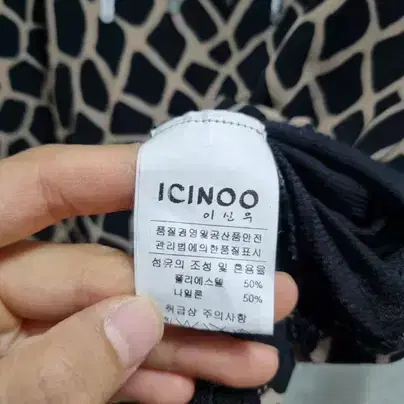 ICINOO
이신우
품질경영및공산품안전
관리법에의한품질표시
섬유의 조성 및 혼용율
폴리에스텔 50%
나일론 50%
취급상 주의사항